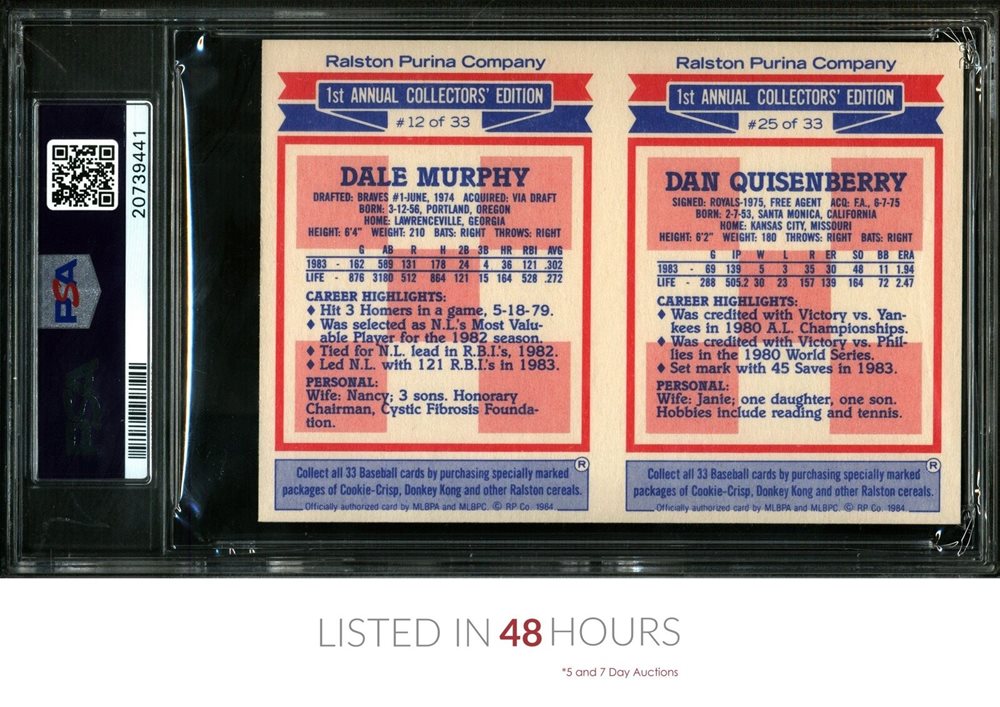 20739441
PSA
Ralston Purina Company
1st ANNUAL COLLECTORS' EDITION
#12 of 33
DALE MURPHY
DRAFTED: BRAVES #1-JUNE, 1974 ACQUIRED: VIA DRAFT
BORN: 3-12-56, PORTLAND, OREGON
HOME: LAWRENCEVILLE, GEORGIA
HEIGHT: 6'4" WEIGHT: 210 BATS: RIGHT THROWS: RIGHT
G AB R H 2B 3B HR RBI AVG
1983 - 162 589 131 178 24 4 36 121 .302
LIFE - 876 3180 512 864 121 15 164 528 .272
CAREER HIGHLIGHTS:
♦ Hit 3 Homers in a game, 5-18-79.
♦ Was selected as N.L.'s Most Valu-
able Player for the 1982 season.
♦ Tied for N.L. lead in R.B.I.'s, 1982.
♦ Led N.L. with 121 R.B.I.'s in 1983.
PERSONAL:
Wife: Nancy; 3 sons. Honorary
Chairman, Cystic Fibrosis Founda-
tion.
Collect all 33 Baseball cards by purchasing specially marked
packages of Cookie-Crisp, Donkey Kong and other Ralston cereals.
®
Officially authorized card by MLBPA and MLBPC. © RP Co. 1984
Ralston Purina Company
1st ANNUAL COLLECTORS' EDITION
#25 of 33
DAN QUISENBERRY
SIGNED: ROYALS-1975, FREE AGENT ACQ: F.A., 6-7-75
BORN: 2-7-53, SANTA MONICA, CALIFORNIA
HOME: KANSAS CITY, MISSOURI
HEIGHT: 6'2" WEIGHT: 180 THROWS: RIGHT BATS: RIGHT
G IP W L R ER SO BB ERA
1983 - 69 139 5 3 35 30 48 11 1.94
LIFE - 288 505.2 30 23 157 139 164 72 2.47
CAREER HIGHLIGHTS:
♦ Was credited with Victory vs. Yan-
kees in 1980 A.L. Championships.
♦ Was credited with Victory vs. Phil-
lies in the 1980 World Series.
♦ Set mark with 45 Saves in 1983.
PERSONAL:
Wife: Janie; one daughter, one son.
Hobbies include reading and tennis.
Collect all 33 Baseball cards by purchasing specially marked
packages of Cookie-Crisp, Donkey Kong and other Ralston cereals.
®
Officially authorized card by MLBPA and MLBPC. © RP Co. 1984
LISTED IN 48 HOURS
*5 and 7 Day Auctions